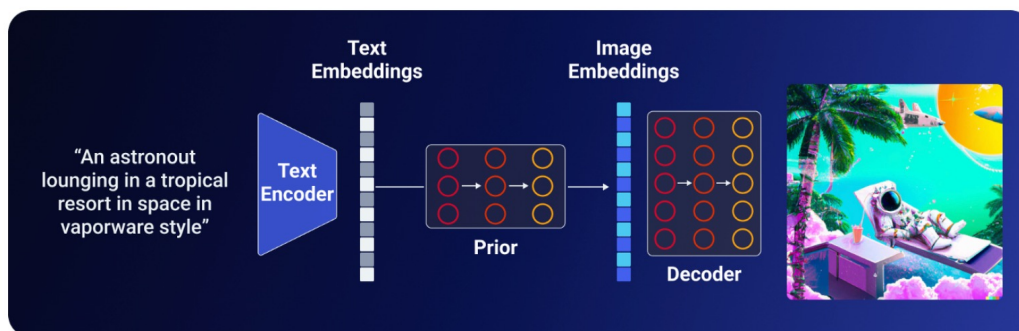 “An astronout
lounging in a tropical
resort in space in
vaporware style”
Text
Encoder
Text
Embeddings
Prior
Image
Embeddings
Decoder